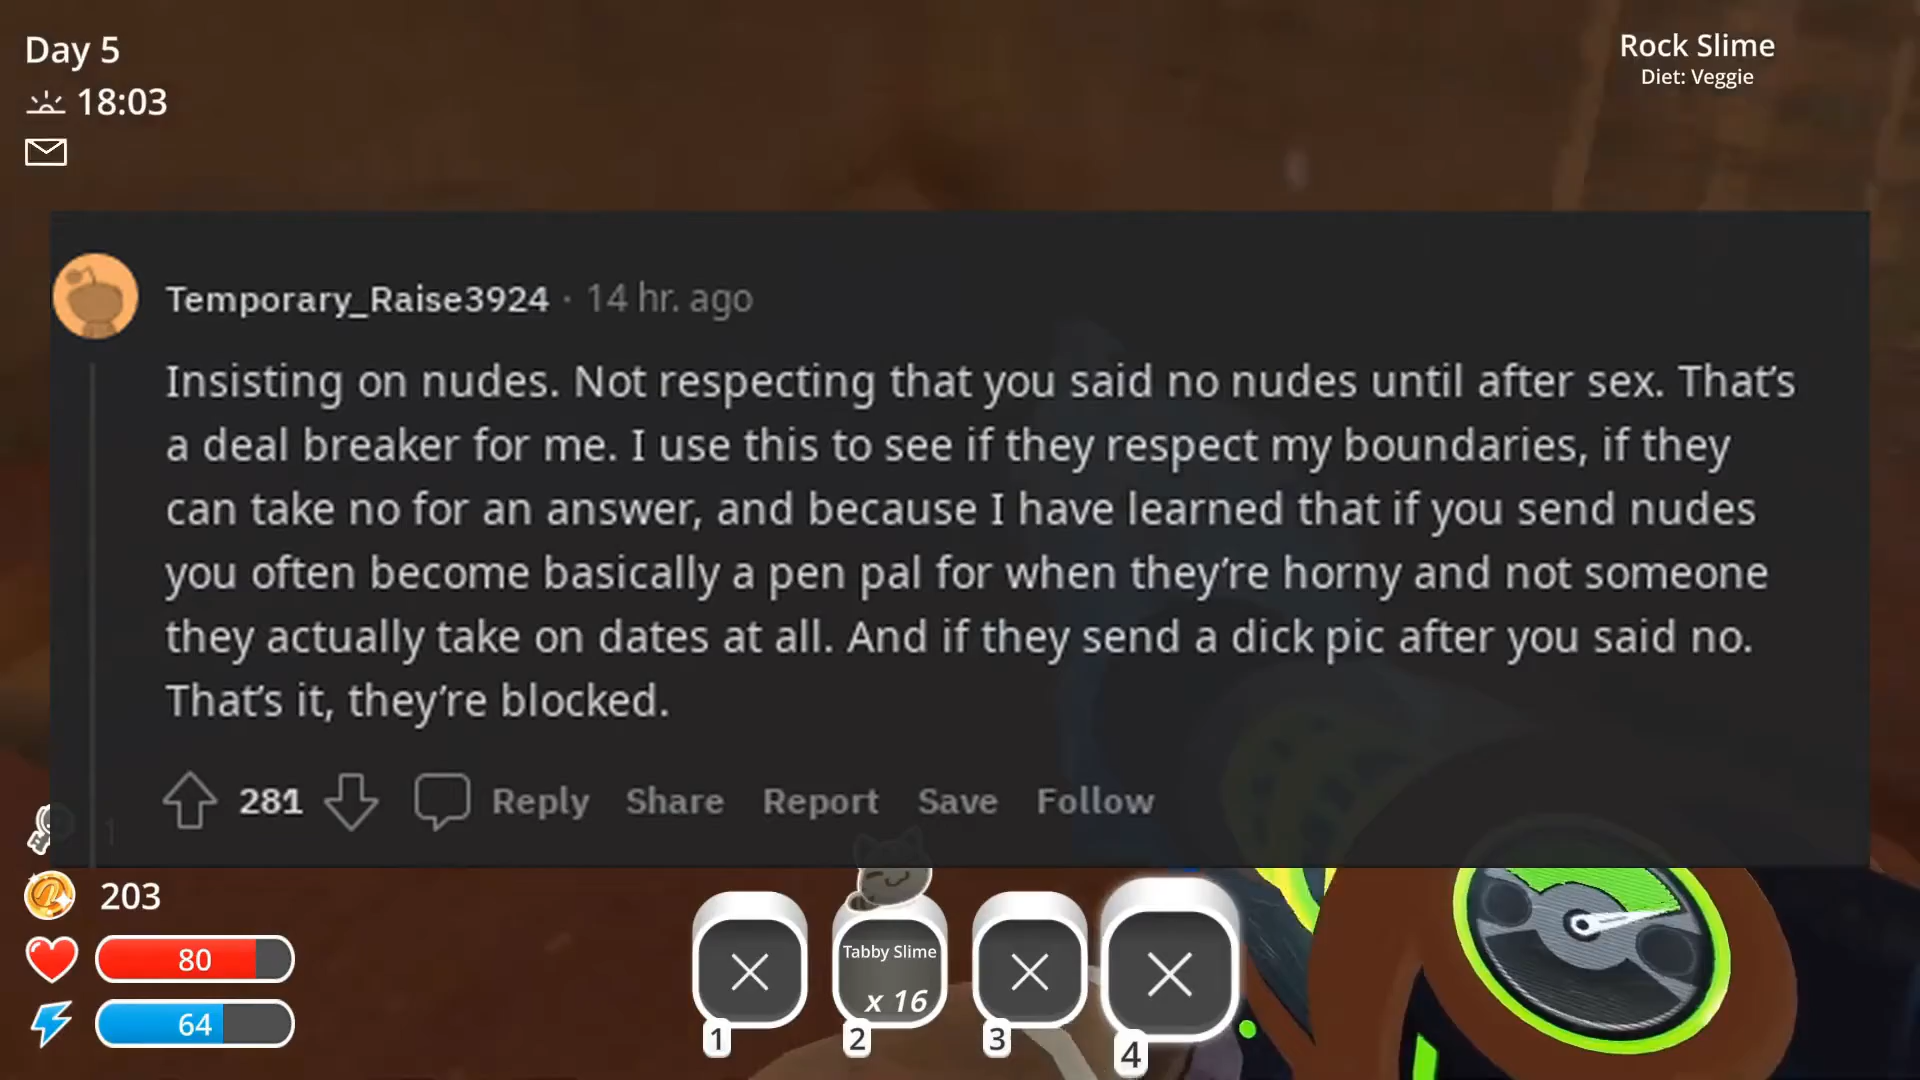 Day 5
18:03
Rock Slime
Diet: Veggie
Temporary_Raise3924 · 14 hr. ago
Insisting on nudes. Not respecting that you said no nudes until after sex. That’s
a deal breaker for me. I use this to see if they respect my boundaries, if they
can take no for an answer, and because I have learned that if you send nudes
you often become basically a pen pal for when they’re horny and not someone
they actually take on dates at all. And if they send a dick pic after you said no.
That’s it, they’re blocked.
281 Reply Share Report Save Follow
1
203
80
64
Tabby Slime
x 16
1 2 3 4